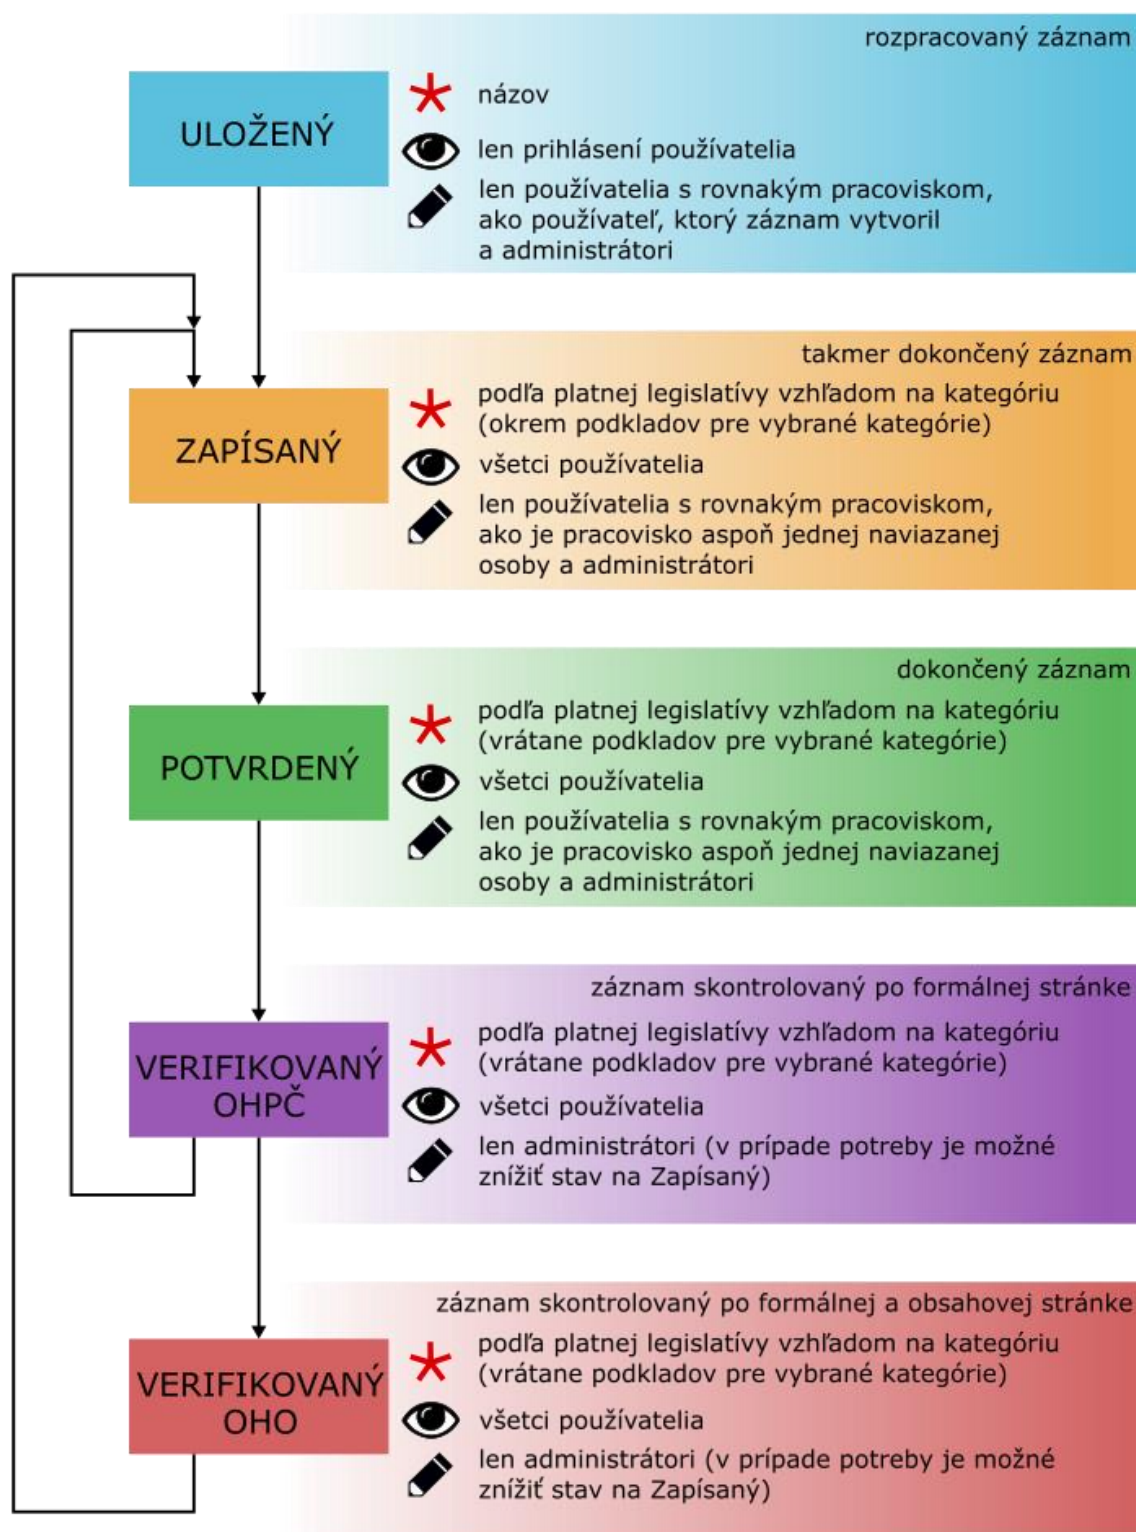 rozpracovaný záznam
ULOŽENÝ
názov
len prihlásení používatelia
len používatelia s rovnakým pracoviskom,
ako používateľ, ktorý záznam vytvoril
a administrátori
takmer dokončený záznam
ZAPÍSANÝ
podľa platnej legislatívy vzhľadom na kategóriu
(okrem podkladov pre vybrané kategórie)
všetci používatelia
len používatelia s rovnakým pracoviskom,
ako je pracovisko aspoň jednej naviazanej
osoby a administrátori
dokončený záznam
POTVRDENÝ
podľa platnej legislatívy vzhľadom na kategóriu
(vrátane podkladov pre vybrané kategórie)
všetci používatelia
len používatelia s rovnakým pracoviskom,
ako je pracovisko aspoň jednej naviazanej
osoby a administrátori
záznam skontrolovaný po formálnej stránke
VERIFIKOVANÝ
OHPČ
podľa platnej legislatívy vzhľadom na kategóriu
(vrátane podkladov pre vybrané kategórie)
všetci používatelia
len administrátori (v prípade potreby je možné
znížiť stav na Zapísaný)
záznam skontrolovaný po formálnej a obsahovej stránke
VERIFIKOVANÝ
OHO
podľa platnej legislatívy vzhľadom na kategóriu
(vrátane podkladov pre vybrané kategórie)
všetci používatelia
len administrátori (v prípade potreby je možné
znížiť stav na Zapísaný)